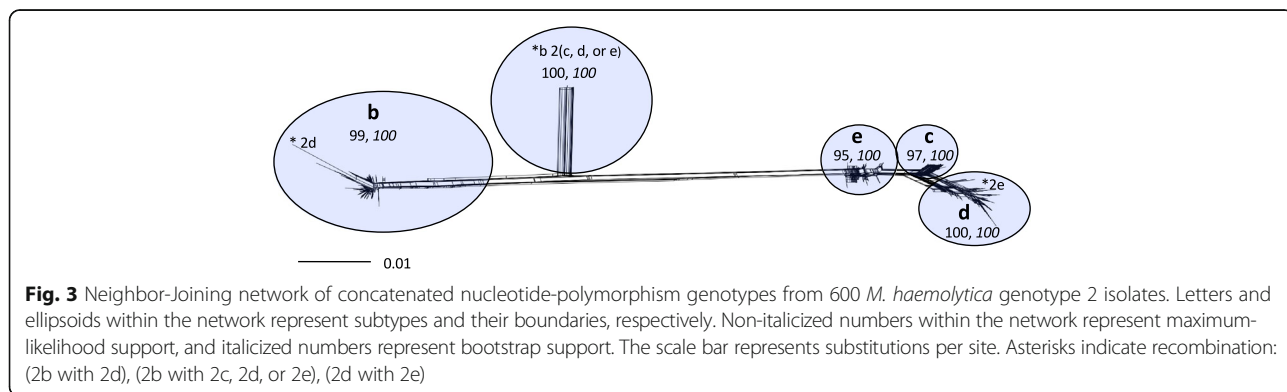 *b 2(c, d, or e)
100, 100
b
99, 100
* 2d
e
95, 100
c
97, 100
*2e
d
100, 100
0.01
Fig. 3 Neighbor-Joining network of concatenated nucleotide-polymorphism genotypes from 600 M. haemolytica genotype 2 isolates. Letters and
ellipsoids within the network represent subtypes and their boundaries, respectively. Non-italicized numbers within the network represent maximum-
likelihood support, and italicized numbers represent bootstrap support. The scale bar represents substitutions per site. Asterisks indicate recombination:
(2b with 2d), (2b with 2c, 2d, or 2e), (2d with 2e)